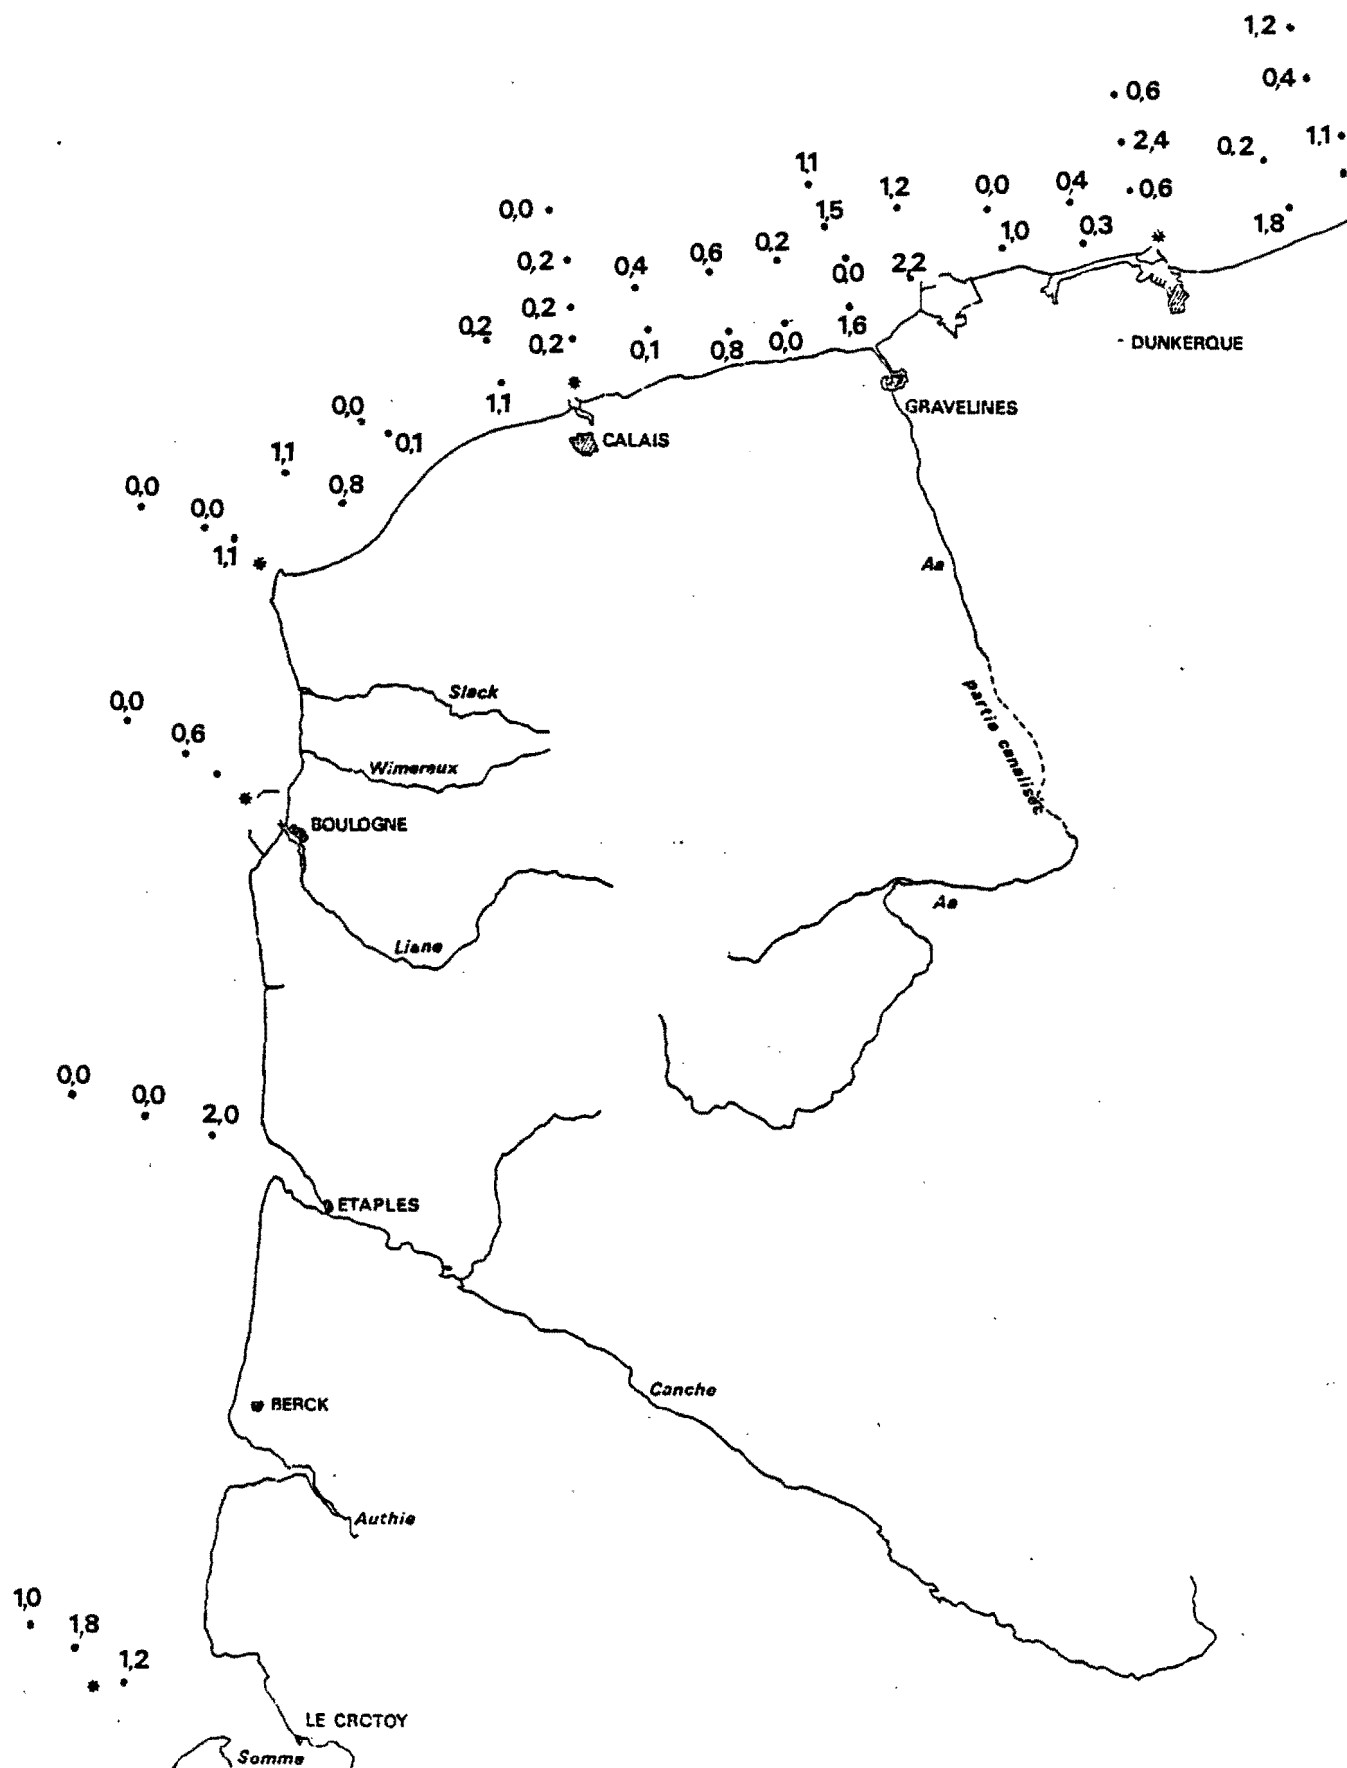 1,2
0,4
0,6
1,1
2,4
0,2
1,1
0,4
0,0
1,2
0,6
0,0
1,5
1,8
0,3
1,0
0,2
0,6
0,2
0,4
2,2
0,0
0,2
0,2
1,6
0,2
0,1
0,8
0,0
DUNKERQUE
1,1
GRAVELINES
0,0
0,1
CALAIS
1,1
0,8
0,0
0,0
1,1
Aa
Slack
partie canalisée
0,0
0,6
Wimereux
BOULOGNE
Aa
Liane
0,0
0,0
2,0
ETAPLES
Canche
BERCK
Authie
1,0
1,8
1,2
LE CROTOY
Somme